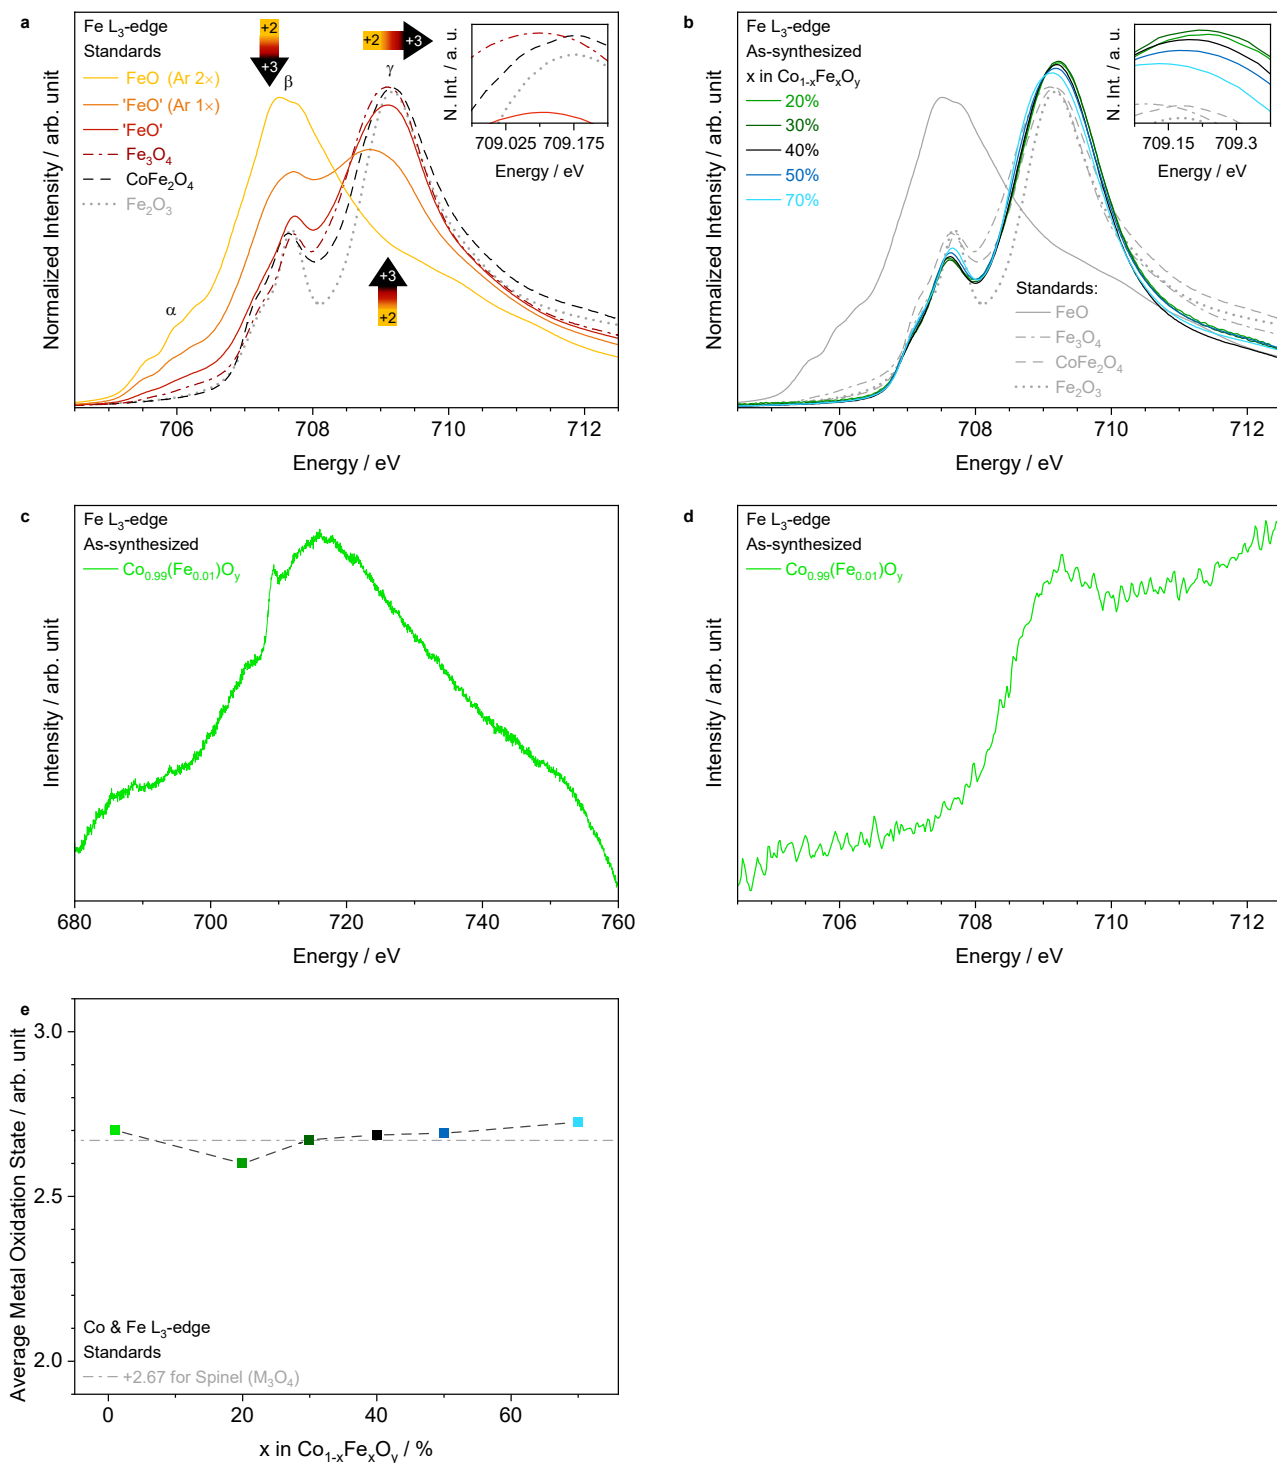 a
Fe L₃-edge
Standards
FeO (Ar 2×)
'FeO' (Ar 1×)
'FeO'
Fe₃O₄
CoFe₂O₄
Fe₂O₃
+2
+3
+2
+3
+3
+2
α
β
γ
N. Int. / a. u.
709.025 709.175
Energy / eV
Normalized Intensity / arb. unit
706 708 710 712
Energy / eV
b
Fe L₃-edge
As-synthesized
x in Co₁₋ₓFeₓOᵧ
20%
30%
40%
50%
70%
N. Int. / a. u.
709.15 709.3
Energy / eV
Standards:
FeO
Fe₃O₄
CoFe₂O₄
Fe₂O₃
Normalized Intensity / arb. unit
706 708 710 712
Energy / eV
c
Fe L₃-edge
As-synthesized
Co₀.₉₉(Fe₀.₀₁)Oᵧ
Intensity / arb. unit
680 700 720 740 760
Energy / eV
d
Fe L₃-edge
As-synthesized
Co₀.₉₉(Fe₀.₀₁)Oᵧ
Intensity / arb. unit
706 708 710 712
Energy / eV
e
3.0
2.5
2.0
Average Metal Oxidation State / arb. unit
Co & Fe L₃-edge
Standards
+2.67 for Spinel (M₃O₄)
0 20 40 60
x in Co₁₋ₓFeₓOᵧ / %